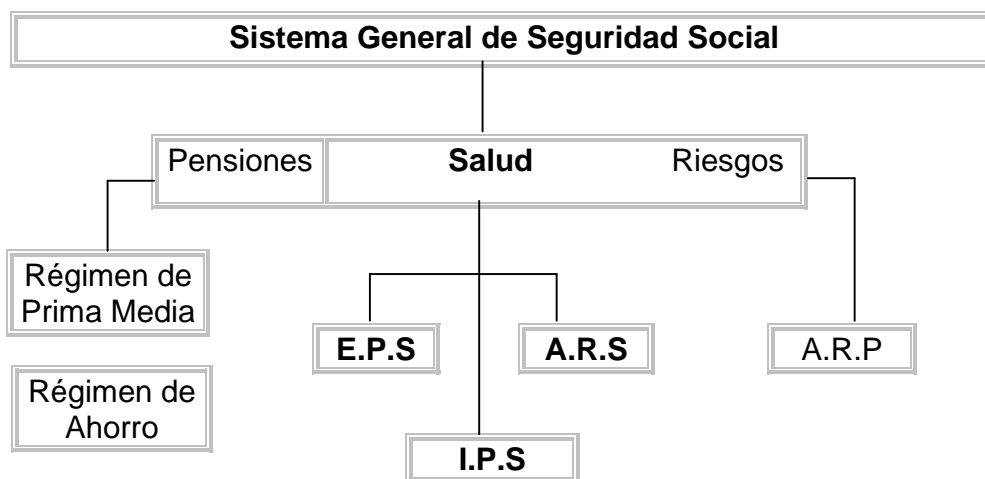 Sistema General de Seguridad Social
Pensiones
Salud
Riesgos
Régimen de
Prima Media
E.P.S
A.R.S
A.R.P
Régimen de
Ahorro
I.P.S